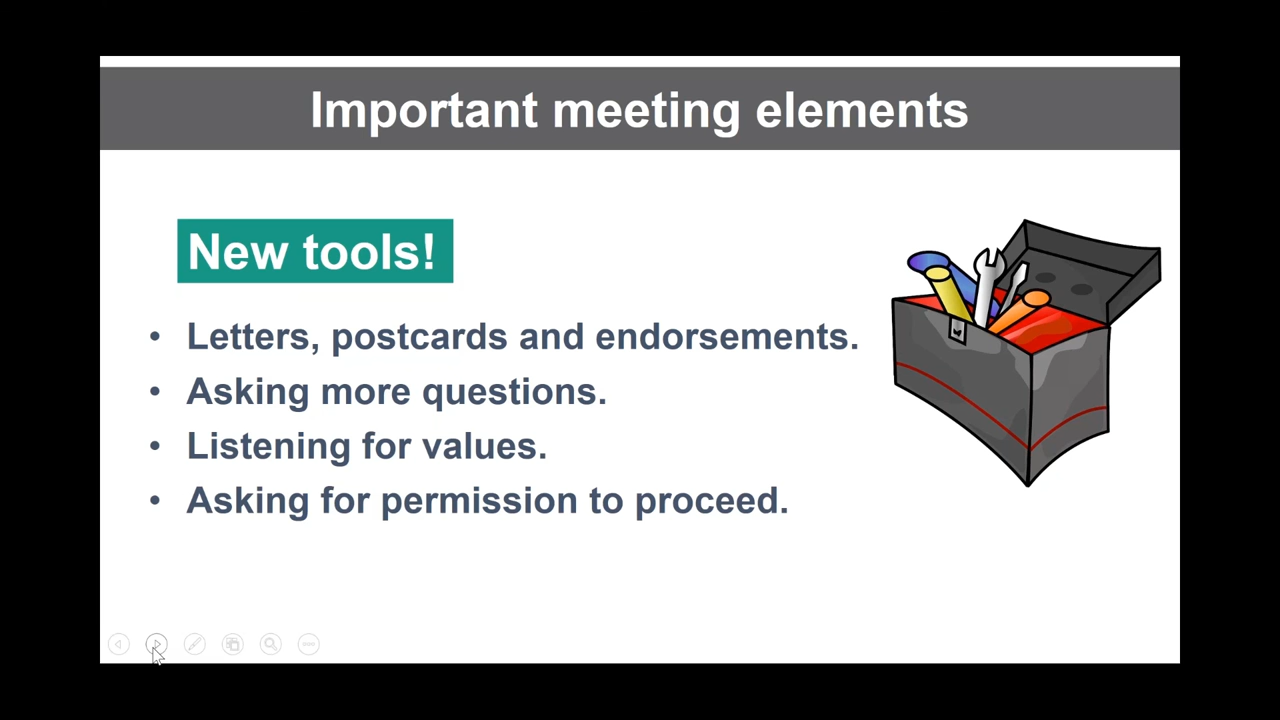 Important meeting elements
New tools!
• Letters, postcards and endorsements.
• Asking more questions.
• Listening for values.
• Asking for permission to proceed.